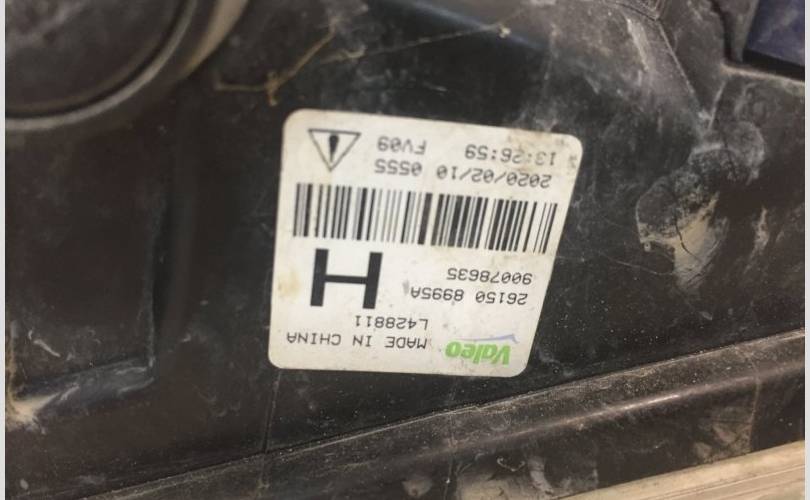 Valeo MADE IN CHINA
L428811
26150 8995A
90078635
H
2020/02/10 0555
13:26:59 FV09